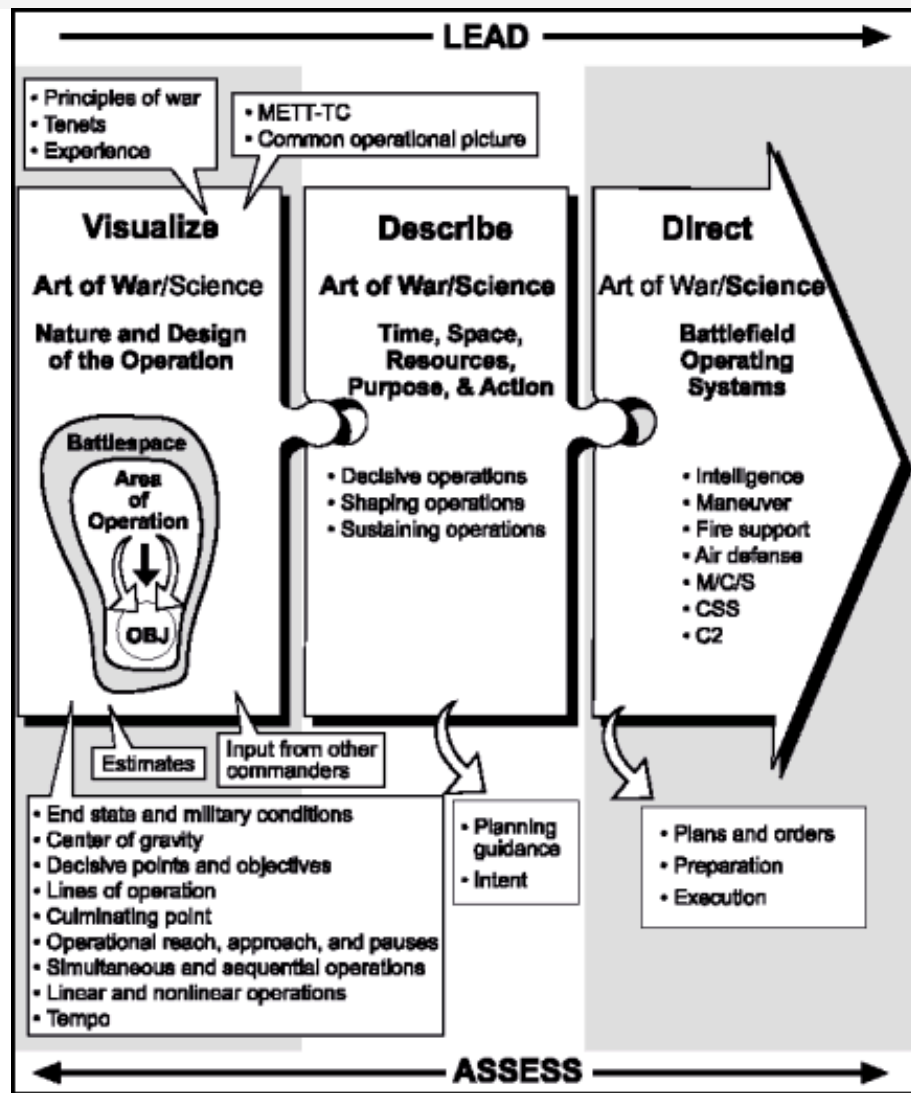 LEAD
• Principles of war
• Tenets
• Experience
• METT-TC
• Common operational picture
Visualize
Art of War/Science
Nature and Design
of the Operation
Battlespace
Area
of
Operation
OBJ
Describe
Art of War/Science
Time, Space,
Resources,
Purpose, & Action
• Decisive operations
• Shaping operations
• Sustaining operations
Direct
Art of War/Science
Battlefield
Operating
Systems
• Intelligence
• Maneuver
• Fire support
• Air defense
• M/C/S
• CSS
• C2
Estimates
Input from other
commanders
• End state and military conditions
• Center of gravity
• Decisive points and objectives
• Lines of operation
• Culminating point
• Operational reach, approach, and pauses
• Simultaneous and sequential operations
• Linear and nonlinear operations
• Tempo
• Planning
guidance
• Intent
• Plans and orders
• Preparation
• Execution
ASSESS